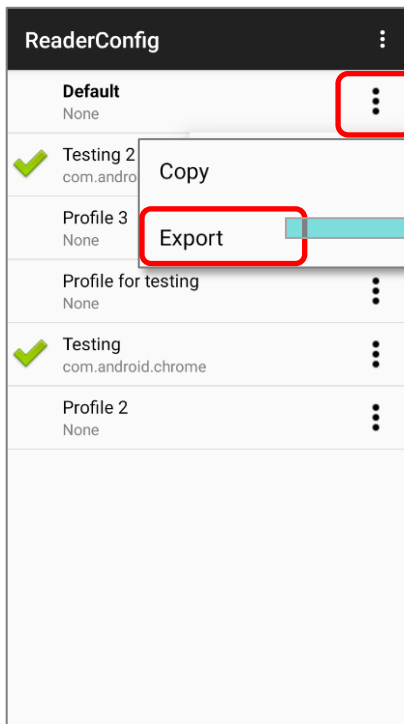 ReaderConfig
Default
None
Testing 2
com.andro
Copy
Profile 3
None
Export
Profile for testing
None
Testing
com.android.chrome
Profile 2
None